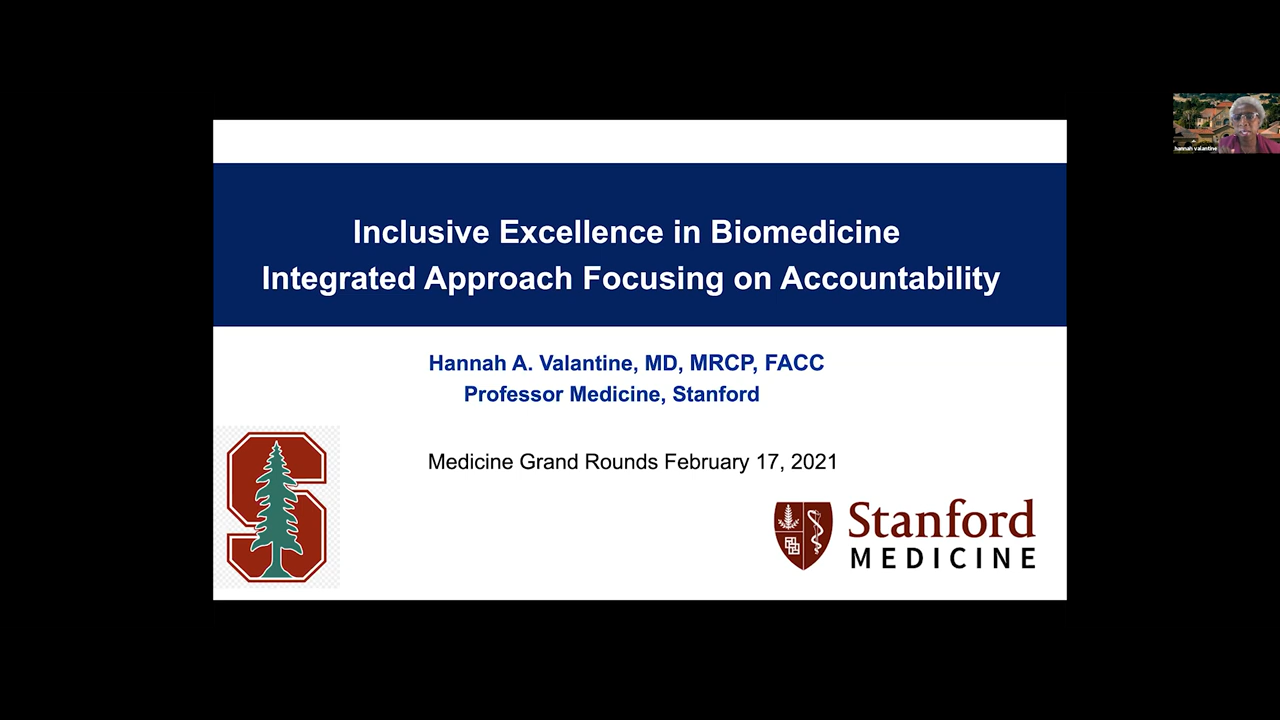 Inclusive Excellence in Biomedicine
Integrated Approach Focusing on Accountability
Hannah A. Valantine, MD, MRCP, FACC
Professor Medicine, Stanford
Medicine Grand Rounds February 17, 2021
Stanford
MEDICINE
hannah valantine